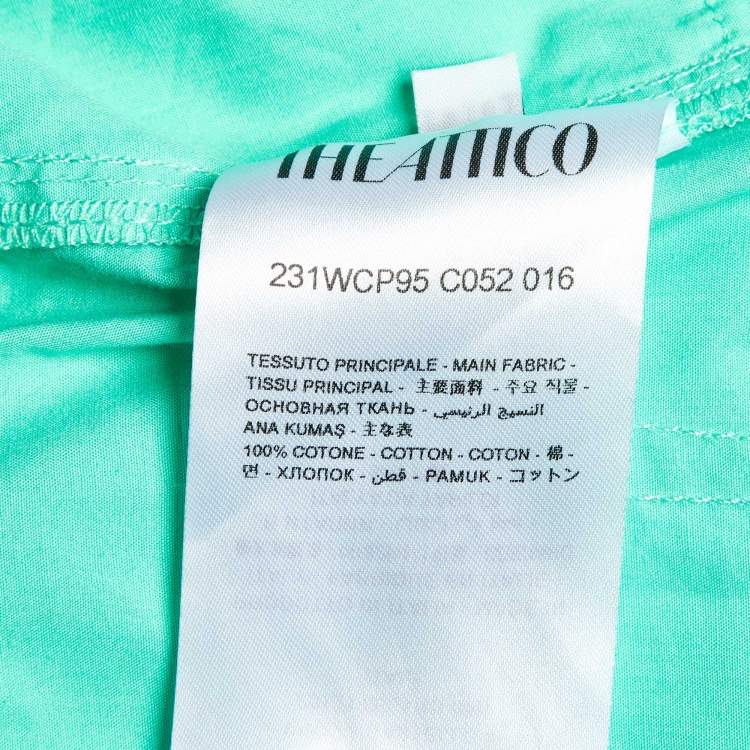 THE ATTICO
231WCP95 C052 016
TESSUTO PRINCIPALE - MAIN FABRIC -
TISSU PRINCIPAL - 主要面料 - 주요 직물 -
ОСНОВНАЯ ТКАНЬ - النسيج الرئيسي
ANA KUMAŞ - 主な表
100% COTONE - COTTON - COTON - 棉 -
면 - ХЛОПОК - قطن - PAMUK - コットン